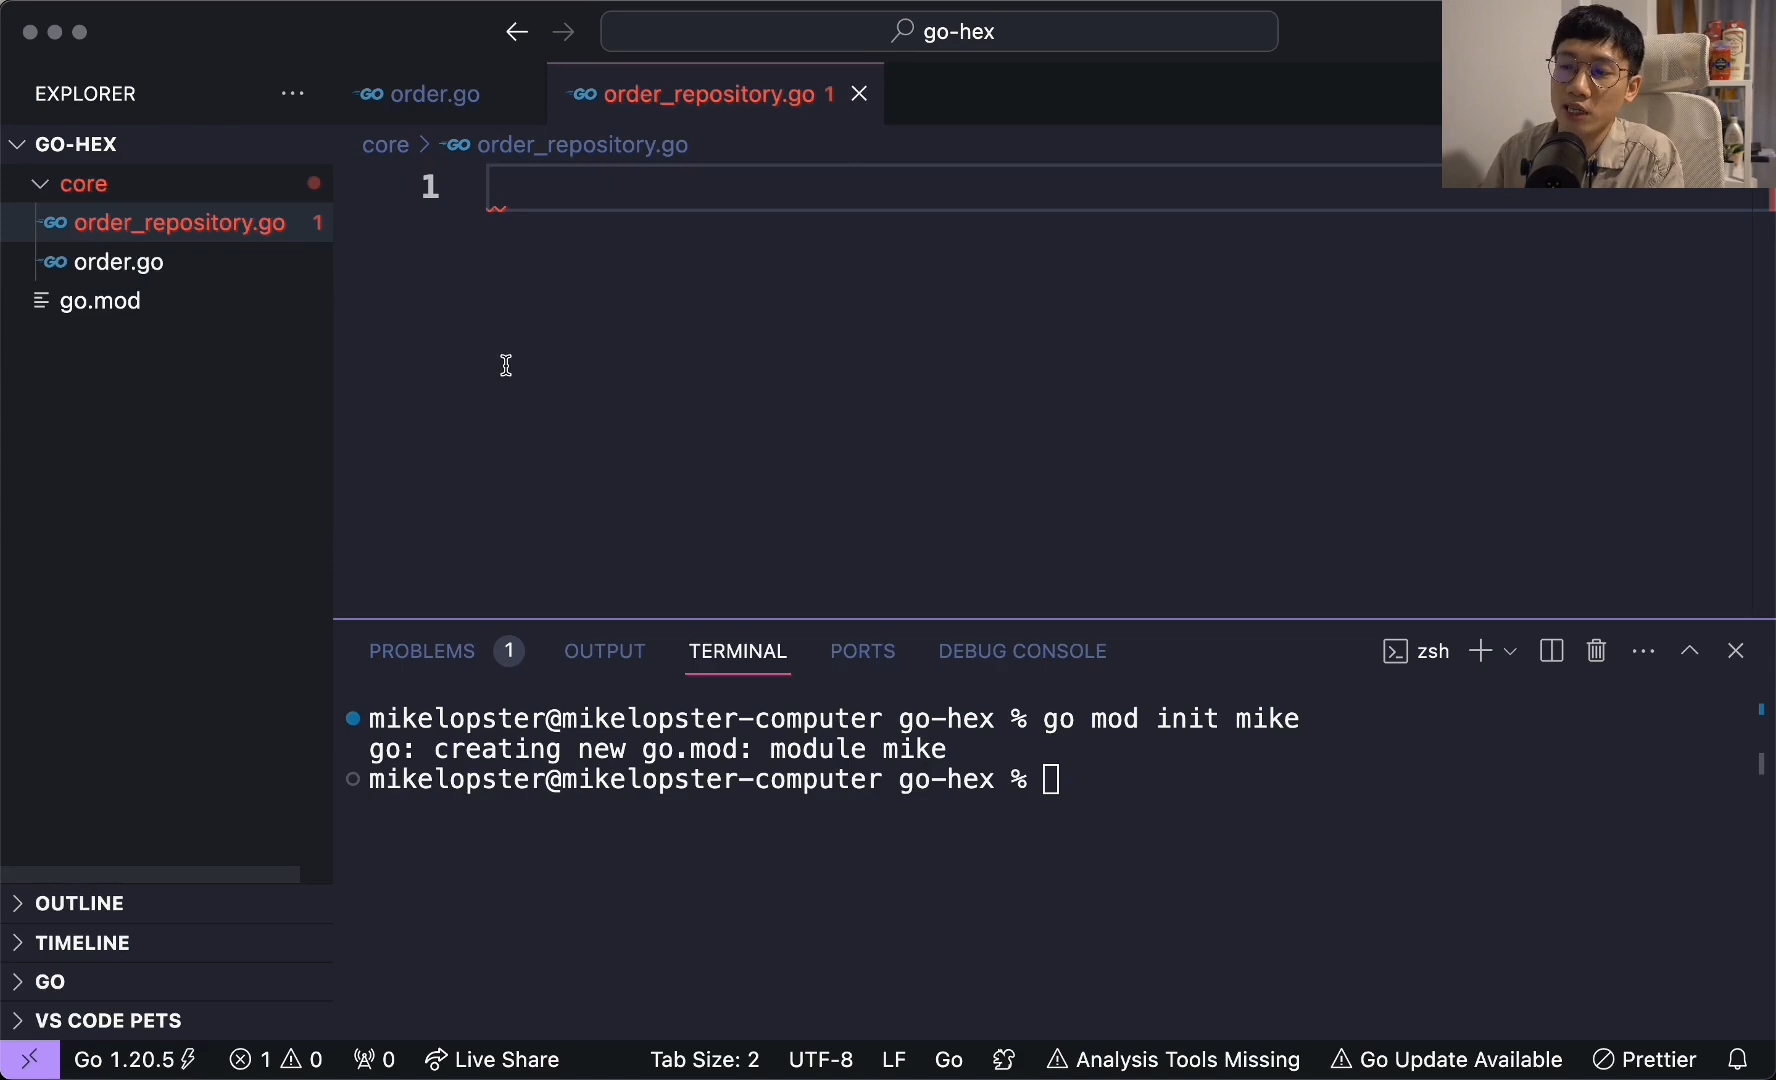 go-hex
EXPLORER
order.go
order_repository.go 1
GO-HEX
core > order_repository.go
core
order_repository.go 1
order.go
go.mod
1
PROBLEMS 1 OUTPUT TERMINAL PORTS DEBUG CONSOLE zsh
mikelopster@mikelopster-computer go-hex % go mod init mike
go: creating new go.mod: module mike
mikelopster@mikelopster-computer go-hex %
OUTLINE
TIMELINE
GO
VS CODE PETS
Go 1.20.5 1 0 0 Live Share Tab Size: 2 UTF-8 LF Go Analysis Tools Missing Go Update Available Prettier